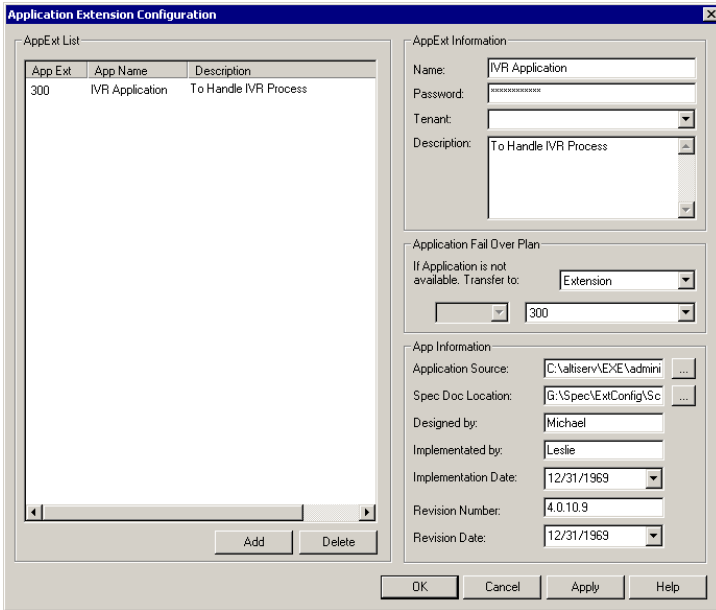 Application Extension Configuration
AppExt List
App Ext App Name Description
300 IVR Application To Handle IVR Process
Add Delete
AppExt Information
Name: IVR Application
Password: ************
Tenant:
Description: To Handle IVR Process
Application Fail Over Plan
If Application is not
available. Transfer to: Extension
300
App Information
Application Source: C:\altiserv\EXE\admini ...
Spec Doc Location: G:\Spec\ExtConfig\Sc ...
Designed by: Michael
Implementated by: Leslie
Implementation Date: 12/31/1969
Revision Number: 4.0.10.9
Revision Date: 12/31/1969
OK Cancel Apply Help